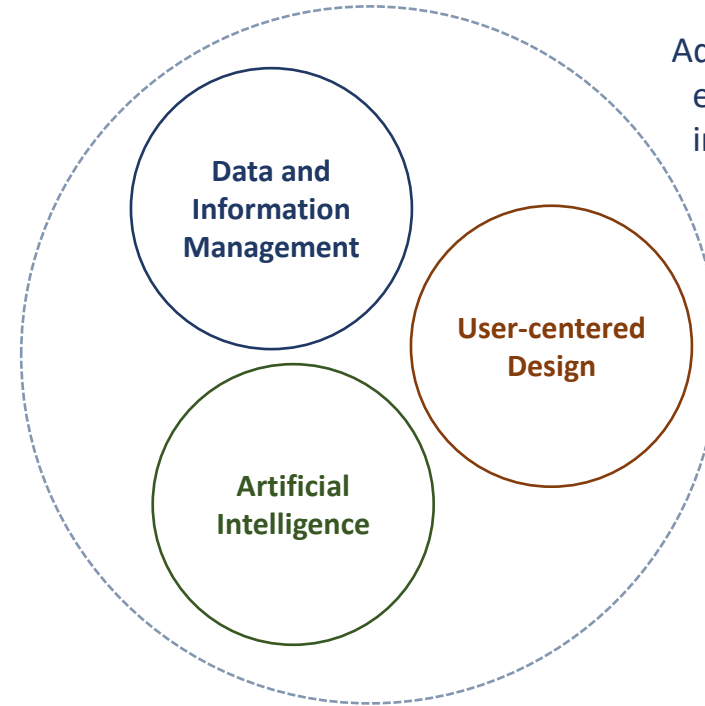 Data and
Information
Management
User-centered
Design
Artificial
Intelligence